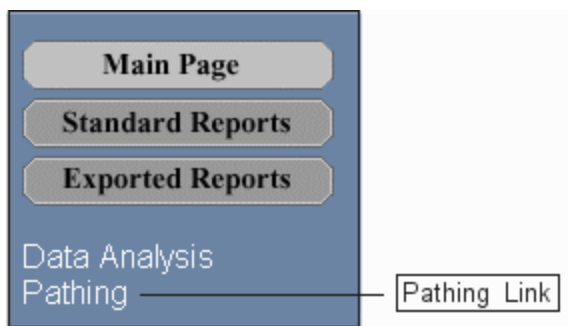 Main Page
Standard Reports
Exported Reports
Data Analysis
Pathing
Pathing Link